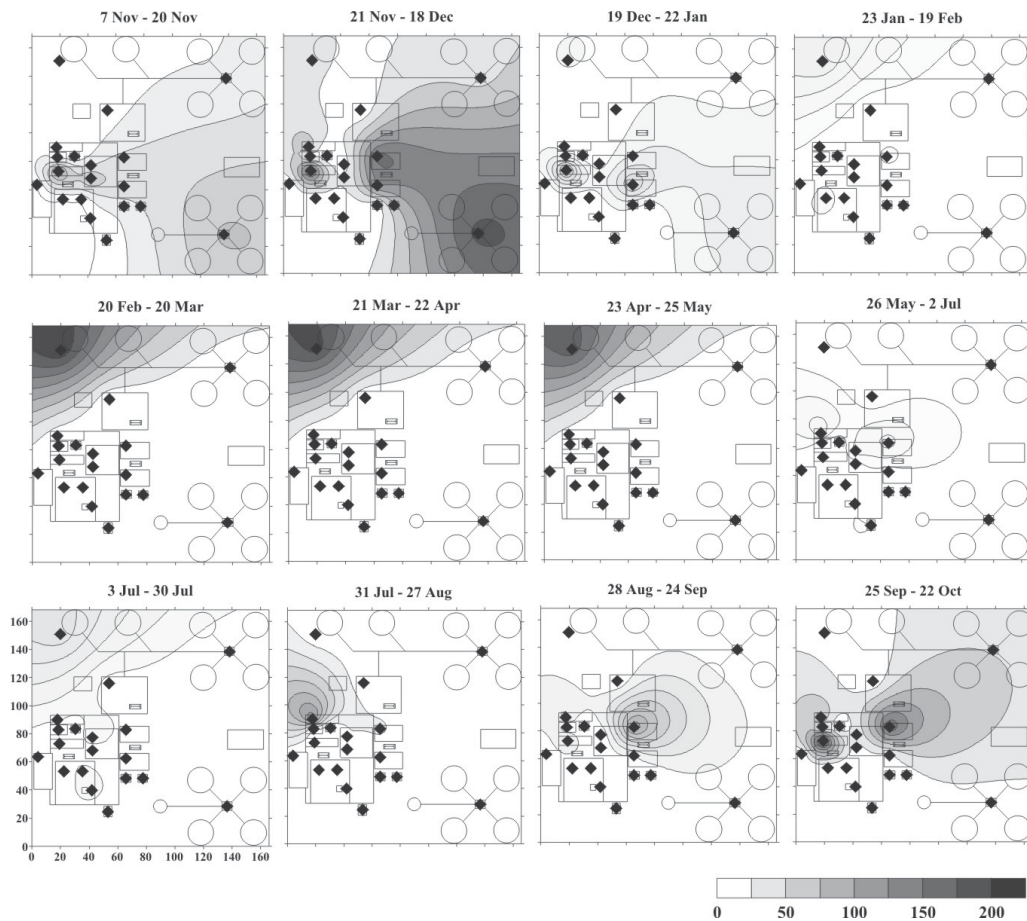 7 Nov - 20 Nov
21 Nov - 18 Dec
19 Dec - 22 Jan
23 Jan - 19 Feb
20 Feb - 20 Mar
21 Mar - 22 Apr
23 Apr - 25 May
26 May - 2 Jul
3 Jul - 30 Jul
31 Jul - 27 Aug
28 Aug - 24 Sep
25 Sep - 22 Oct
160
140
120
100
80
60
40
20
0
0 20 40 60 80 100 120 140 160
0 50 100 150 200